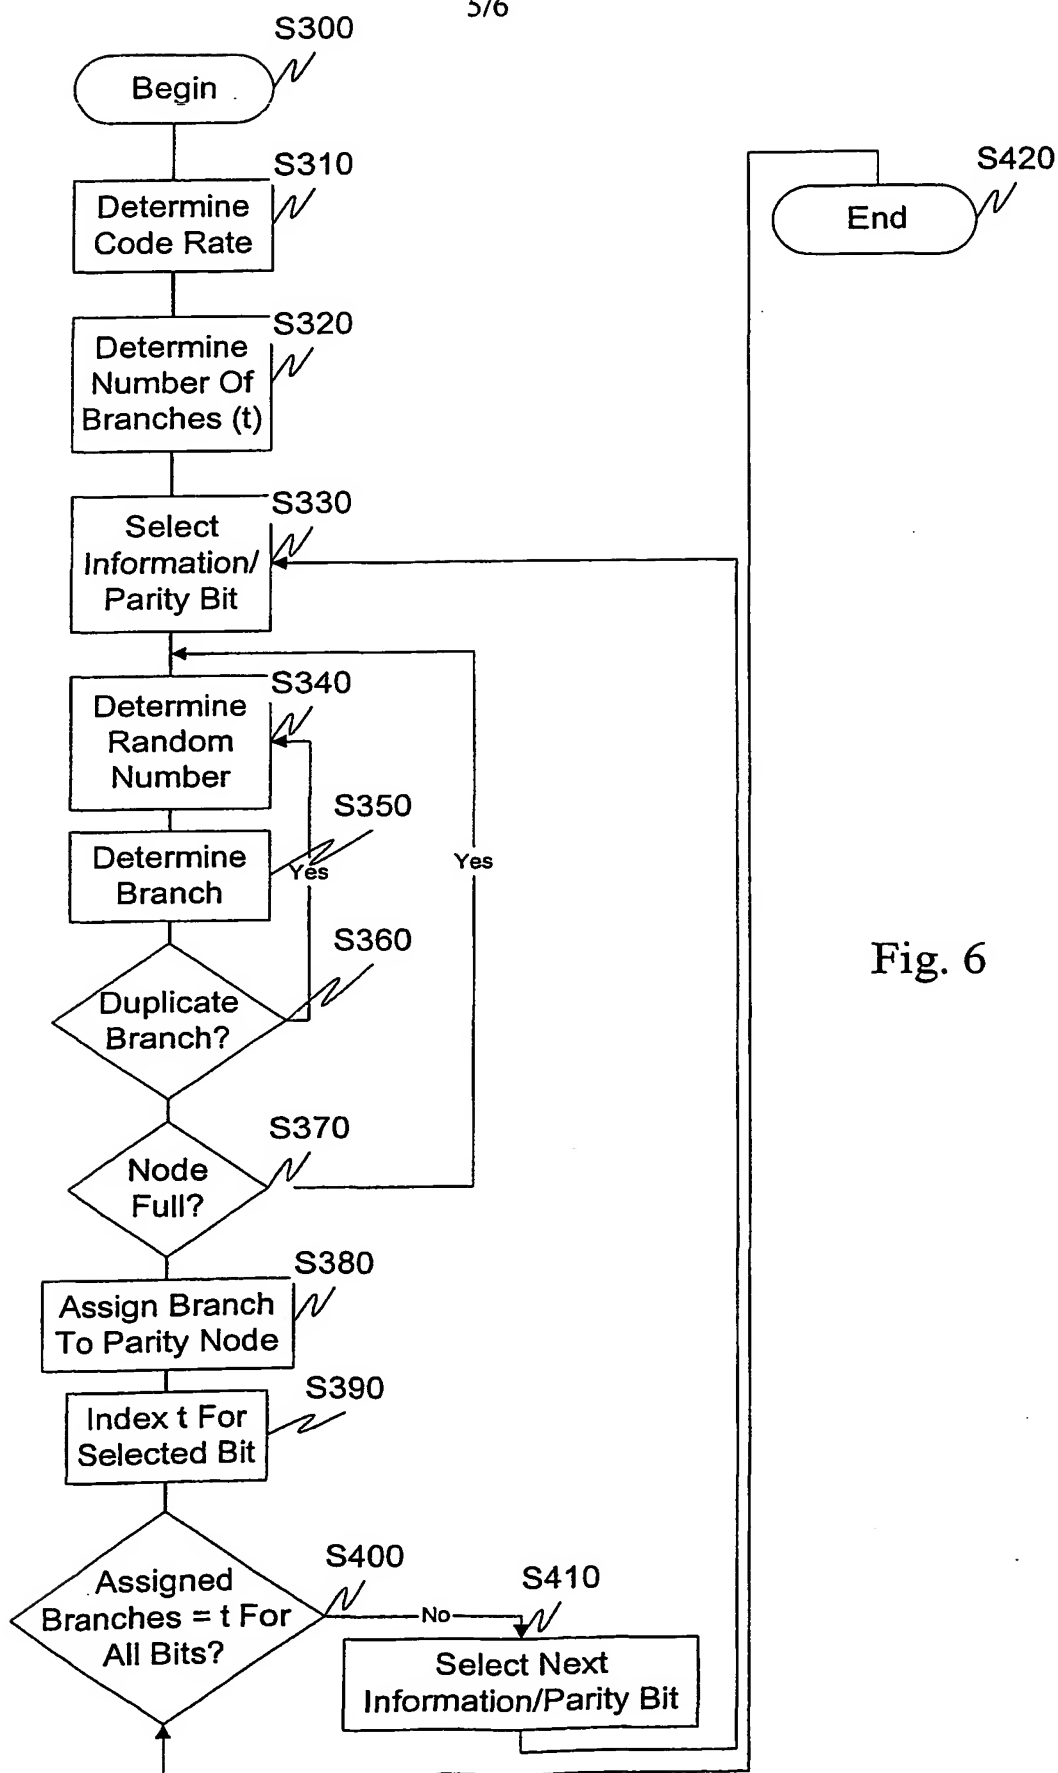 5/6
S300
Begin
S310
Determine
Code Rate
S420
End
S320
Determine
Number Of
Branches (t)
S330
Select
Information/
Parity Bit
S340
Determine
Random
Number
S350
Determine
Branch
Yes
Yes
S360
Duplicate
Branch?
Fig. 6
S370
Node
Full?
S380
Assign Branch
To Parity Node
S390
Index t For
Selected Bit
S400
Assigned
Branches = t For
All Bits?
No
S410
Select Next
Information/Parity Bit